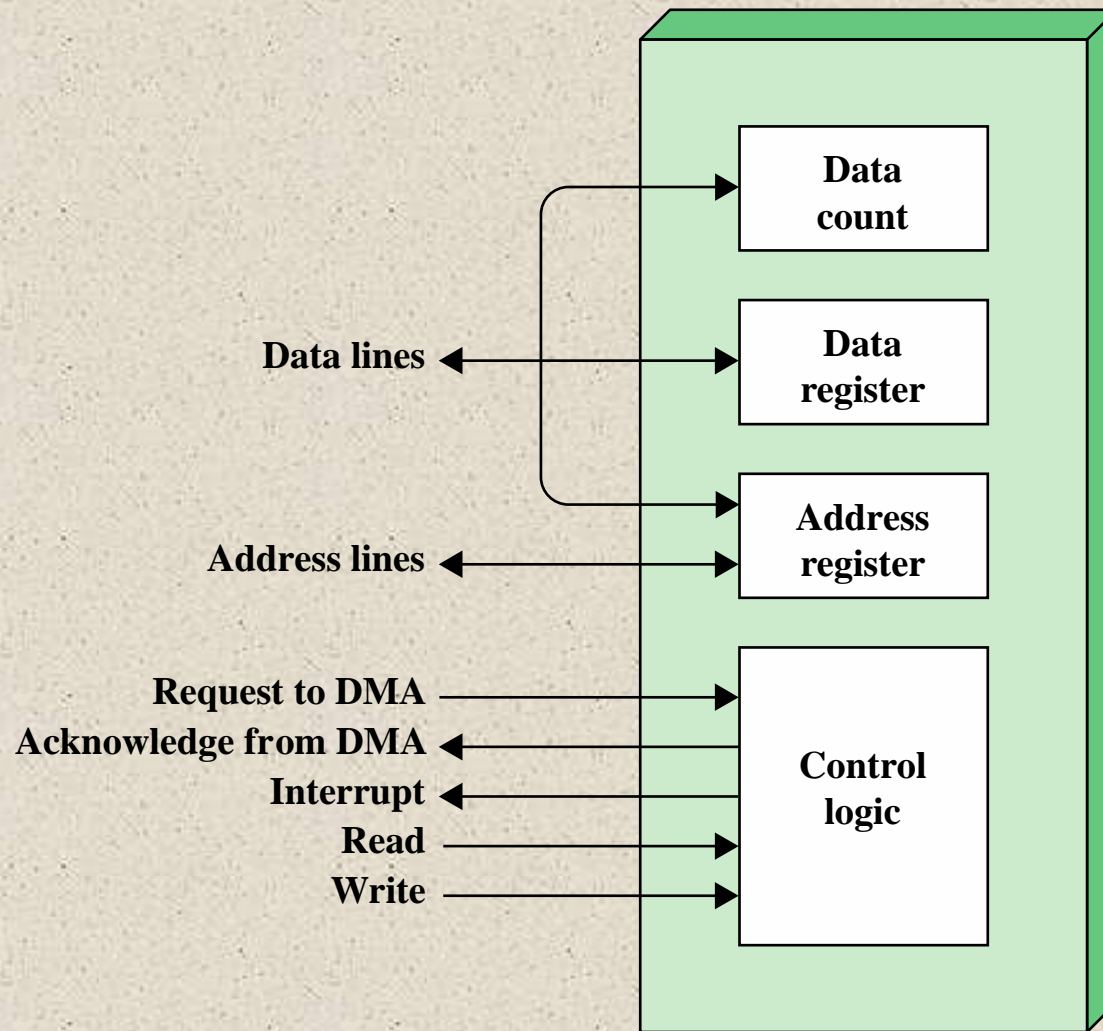 Data
count
Data lines
Data
register
Address
register
Address lines
Request to DMA
Acknowledge from DMA
Interrupt
Read
Write
Control
logic